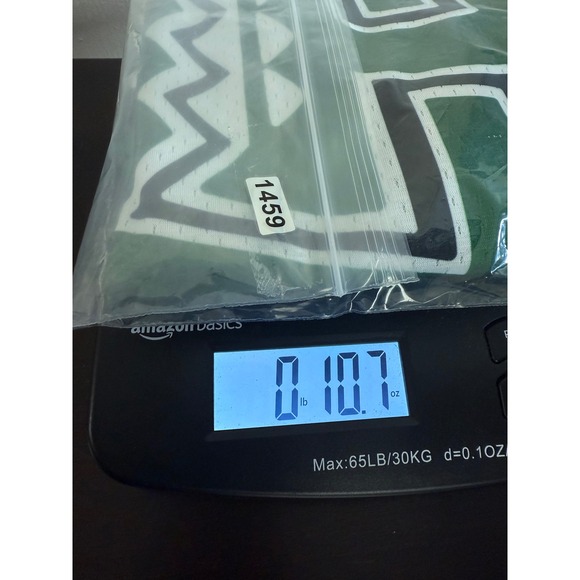 1459
amazonbasics
0 lb 10.7 oz
Max:65LB/30KG d=0.1OZ/